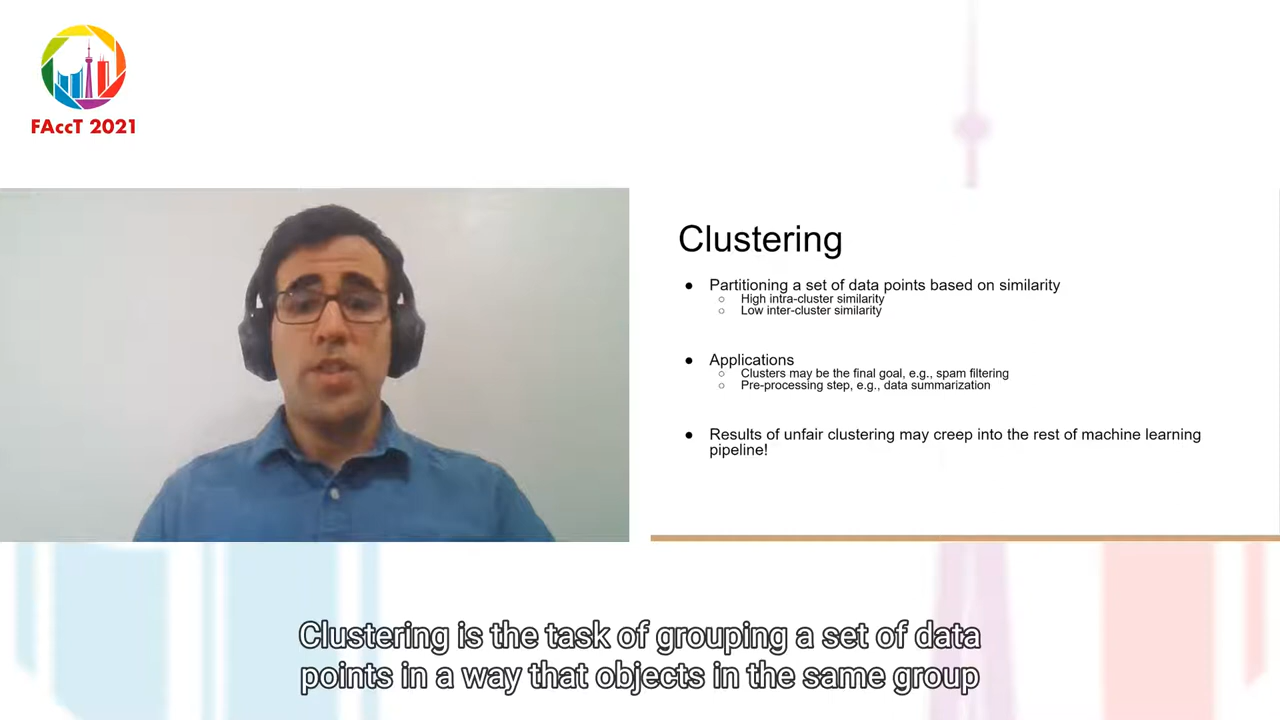 FAccT 2021
Clustering
● Partitioning a set of data points based on similarity
○ High intra-cluster similarity
○ Low inter-cluster similarity
● Applications
○ Clusters may be the final goal, e.g., spam filtering
○ Pre-processing step, e.g., data summarization
● Results of unfair clustering may creep into the rest of machine learning
pipeline!
Clustering is the task of grouping a set of data
points in a way that objects in the same group